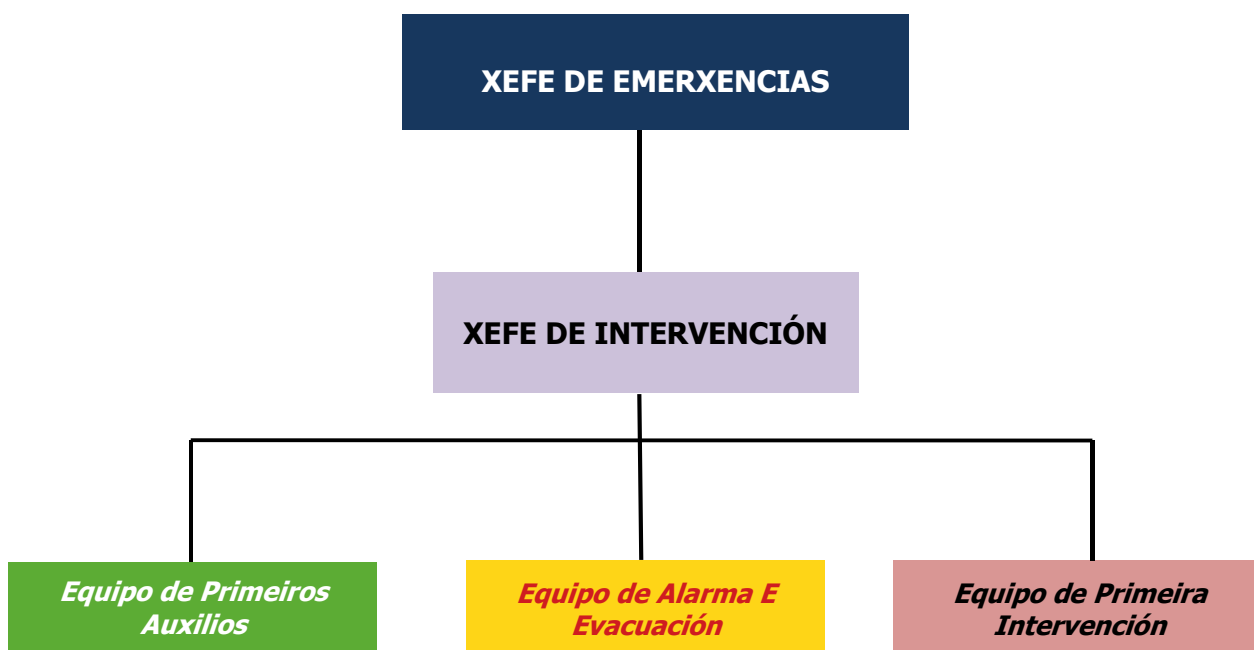 XEFE DE EMERXENCIAS
XEFE DE INTERVENCIÓN
Equipo de Primeiros
Auxilios
Equipo de Alarma E
Evacuación
Equipo de Primeira
Intervención